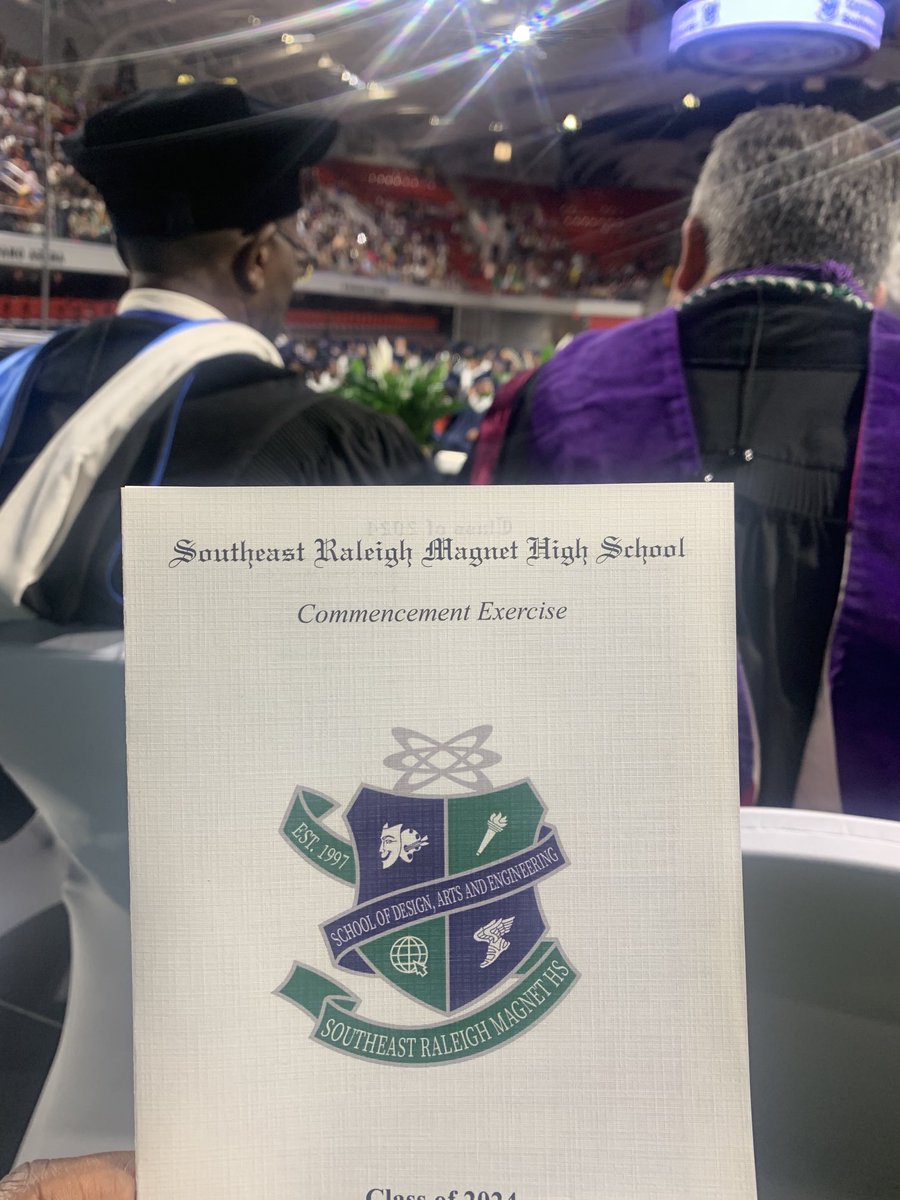 Southeast Raleigh Magnet High School
Commencement Exercise
EST. 1997
SCHOOL OF DESIGN, ARTS AND ENGINEERING
SOUTHEAST RALEIGH MAGNET HS
Class of 2024